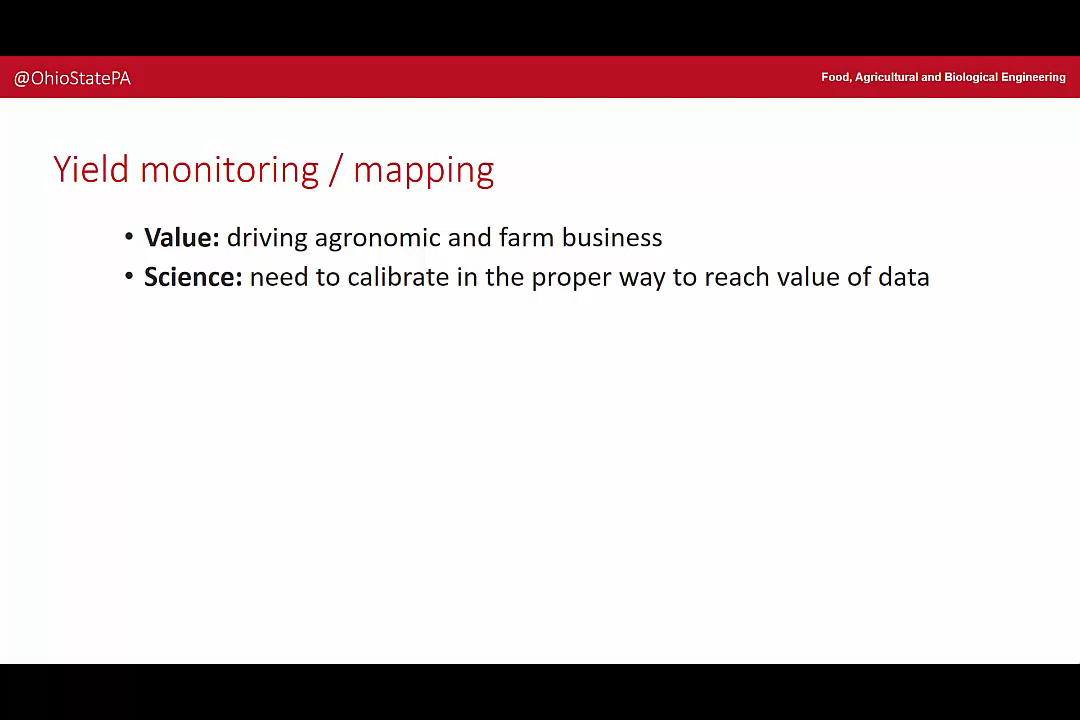 @OhioStatePA
Food, Agricultural and Biological Engineering
Yield monitoring / mapping
• Value: driving agronomic and farm business
• Science: need to calibrate in the proper way to reach value of data